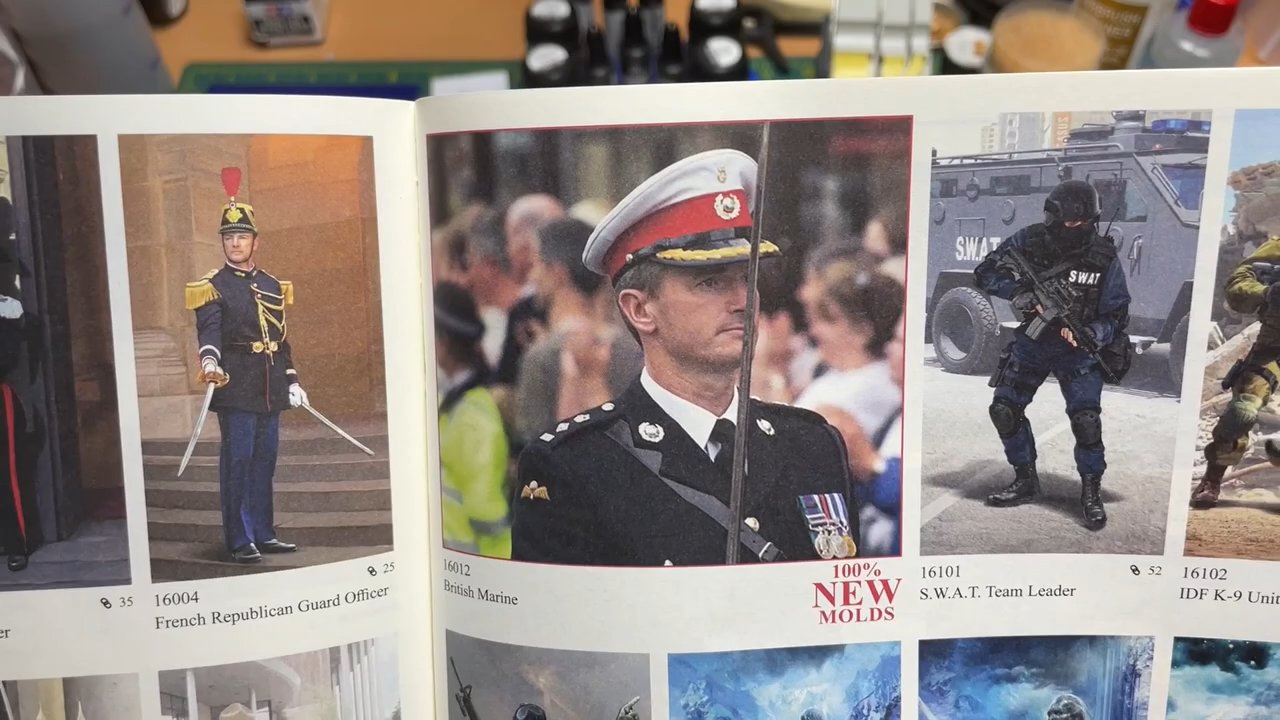 35
er
25
16004
French Republican Guard Officer
16012
British Marine
100%
NEW
MOLDS
S.W.A.T
SWAT
52
16101
S.W.A.T. Team Leader
16102
IDF K-9 Unit